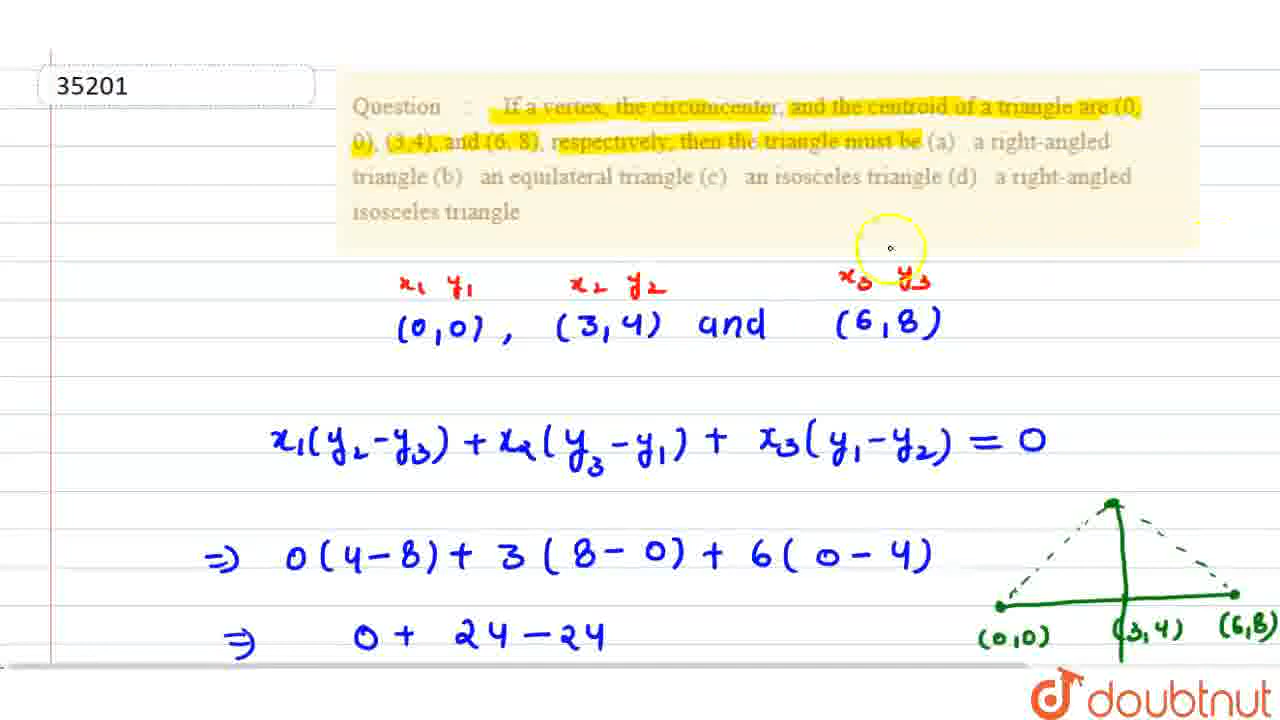 35201
Question : If a vertex, the circumcenter, and the centroid of a triangle are (0,
0), (3,4), and (6, 8), respectively, then the triangle must be (a) a right-angled
triangle (b) an equilateral triangle (c) an isosceles triangle (d) a right-angled
isosceles triangle
x₁ y₁ x₂ y₂ x₃ y₃
(0,0) , (3,4) and (6,8)
x₁(y₂-y₃)+x₂(y₃-y₁)+ x₃(y₁-y₂)=0
⇒ 0(4-8)+ 3(8-0)+6(0-4)
⇒ 0+ 24-24
(0,0) (3,4) (6,8)
doubtnut